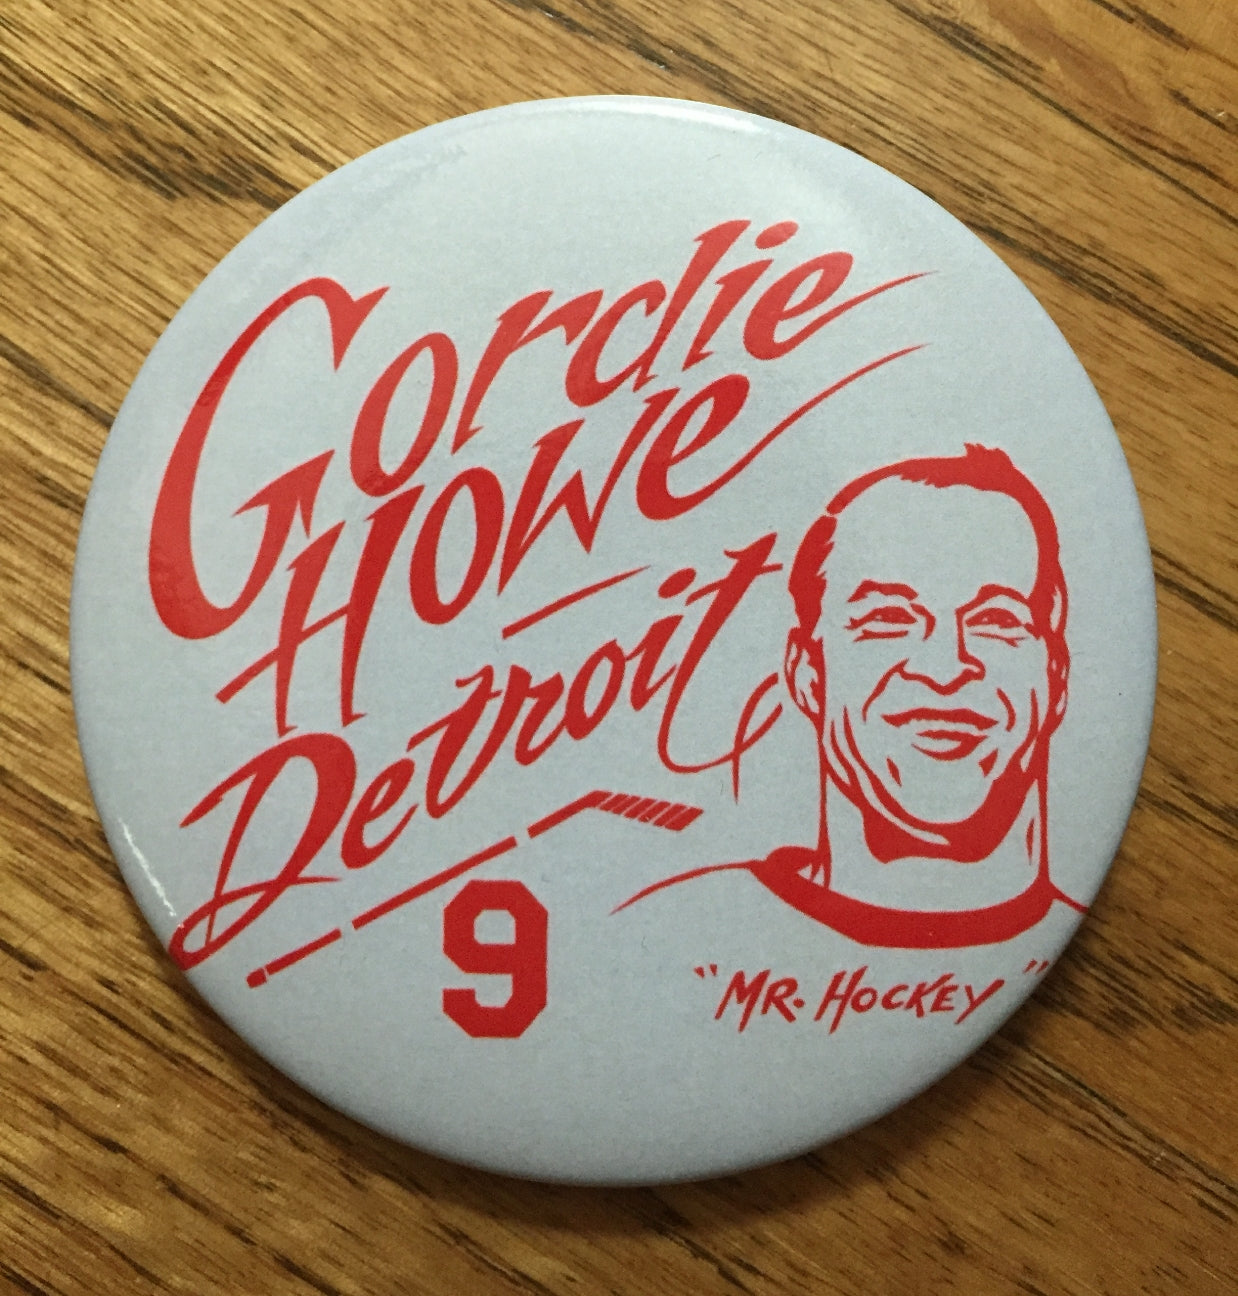 Gordie
Howe
Detroit
9
"MR. HOCKEY"